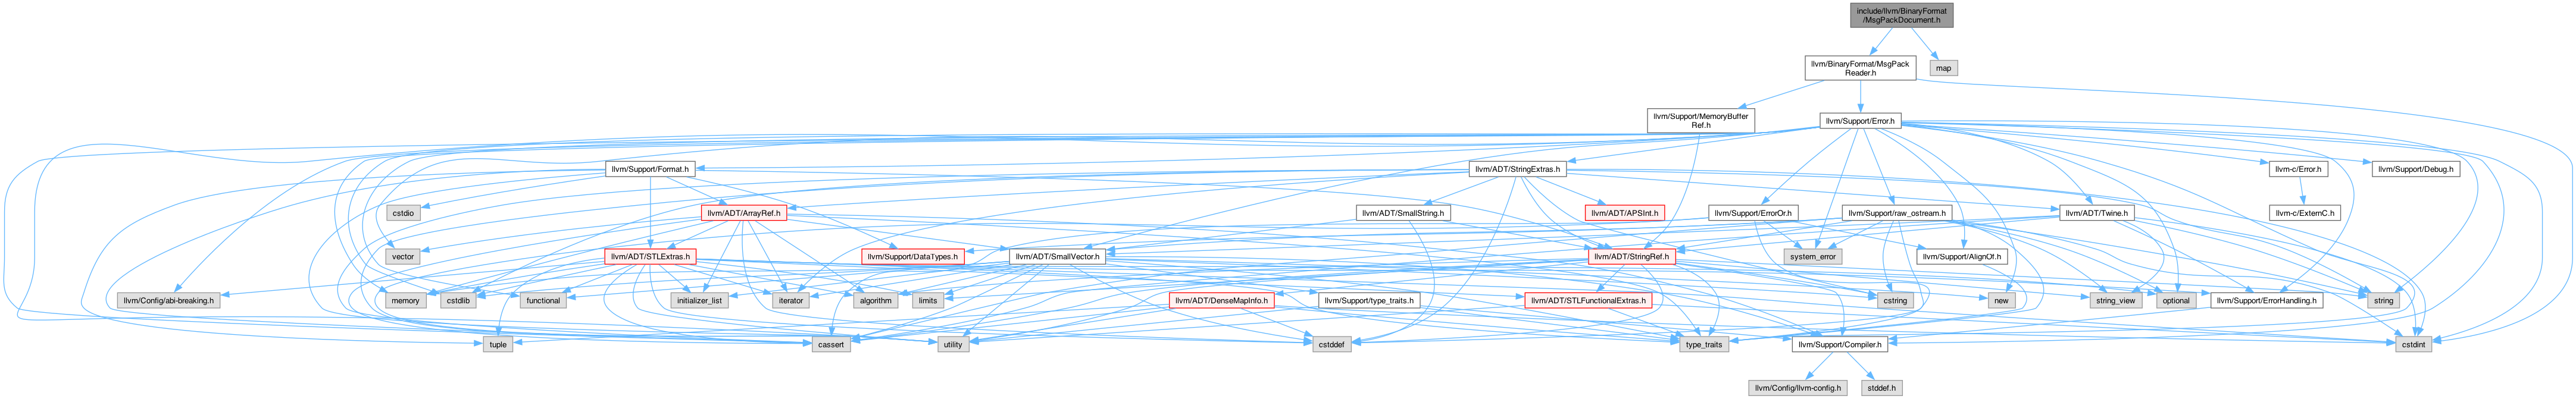 include/llvm/BinaryFormat
/MsgPackDocument.h
llvm/BinaryFormat/MsgPack
Reader.h
map
llvm/Support/MemoryBuffer
Ref.h
llvm/Support/Error.h
llvm/Support/Format.h
llvm/ADT/StringExtras.h
llvm-c/Error.h
llvm/Support/Debug.h
cstdio
llvm/ADT/ArrayRef.h
llvm/ADT/SmallString.h
llvm/ADT/APSInt.h
llvm/Support/ErrorOr.h
llvm/Support/raw_ostream.h
llvm/ADT/Twine.h
llvm-c/ExternC.h
vector
llvm/ADT/STLExtras.h
llvm/Support/DataTypes.h
llvm/ADT/SmallVector.h
llvm/ADT/StringRef.h
system_error
llvm/Support/AlignOf.h
llvm/Config/abi-breaking.h
memory
cstdlib
functional
initializer_list
iterator
algorithm
limits
llvm/ADT/DenseMapInfo.h
llvm/Support/type_traits.h
llvm/ADT/STLFunctionalExtras.h
cstring
new
string_view
optional
llvm/Support/ErrorHandling.h
string
tuple
cassert
utility
cstddef
type_traits
llvm/Support/Compiler.h
cstdint
llvm/Config/llvm-config.h
stddef.h